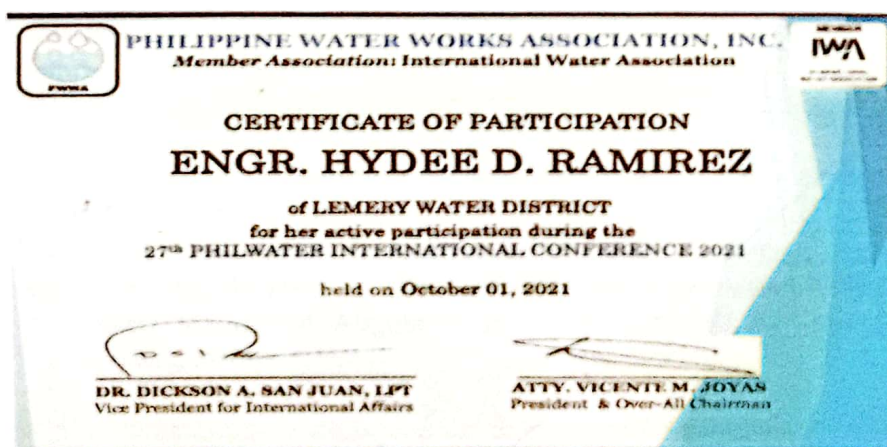 PHILIPPINE WATER WORKS ASSOCIATION, INC.
Member Association: International Water Association
PWWA
MEMBER
IWA
CERTIFICATE OF PARTICIPATION
ENGR. HYDEE D. RAMIREZ
of LEMERY WATER DISTRICT
for her active participation during the
27th PHILWATER INTERNATIONAL CONFERENCE 2021
held on October 01, 2021
DR. DICKSON A. SAN JUAN, LPT
Vice President for International Affairs
ATTY. VICENTE M. JOYAS
President & Over-All Chairman